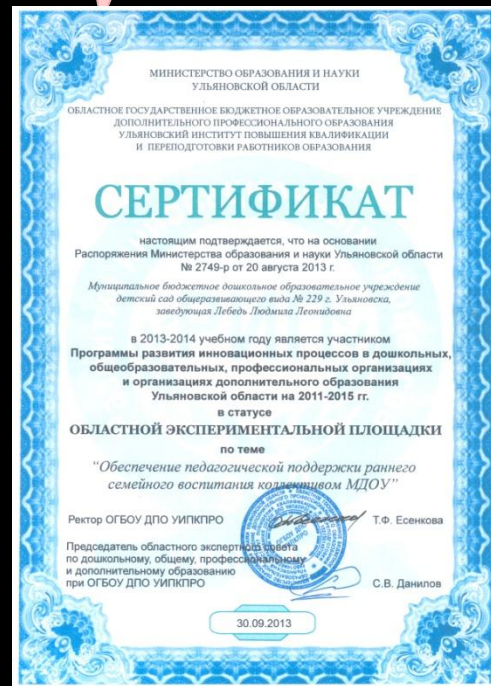 МИНИСТЕРСТВО ОБРАЗОВАНИЯ И НАУКИ
УЛЬЯНОВСКОЙ ОБЛАСТИ
ОБЛАСТНОЕ ГОСУДАРСТВЕННОЕ БЮДЖЕТНОЕ ОБРАЗОВАТЕЛЬНОЕ УЧРЕЖДЕНИЕ
ДОПОЛНИТЕЛЬНОГО ПРОФЕССИОНАЛЬНОГО ОБРАЗОВАНИЯ
УЛЬЯНОВСКИЙ ИНСТИТУТ ПОВЫШЕНИЯ КВАЛИФИКАЦИИ
И ПЕРЕПОДГОТОВКИ РАБОТНИКОВ ОБРАЗОВАНИЯ
СЕРТИФИКАТ
настоящим подтверждается, что на основании
Распоряжения Министерства образования и науки Ульяновской области
№ 2749-р от 20 августа 2013 г.
Муниципальное бюджетное дошкольное образовательное учреждение
детский сад общеразвивающего вида № 229 г. Ульяновска,
заведующая Лебедь Людмила Леонидовна
в 2013-2014 учебном году является участником
Программы развития инновационных процессов в дошкольных,
общеобразовательных, профессиональных организациях
и организациях дополнительного образования
Ульяновской области на 2011-2015 гг.
в статусе
ОБЛАСТНОЙ ЭКСПЕРИМЕНТАЛЬНОЙ ПЛОЩАДКИ
по теме
"Обеспечение педагогической поддержки раннего
семейного воспитания коллективом МДОУ"
Ректор ОГБОУ ДПО УИПКПРО Т.Ф. Есенкова
Председатель областного экспертного совета
по дошкольному, общему, профессиональному
и дополнительному образованию
при ОГБОУ ДПО УИПКПРО С.В. Данилов
30.09.2013